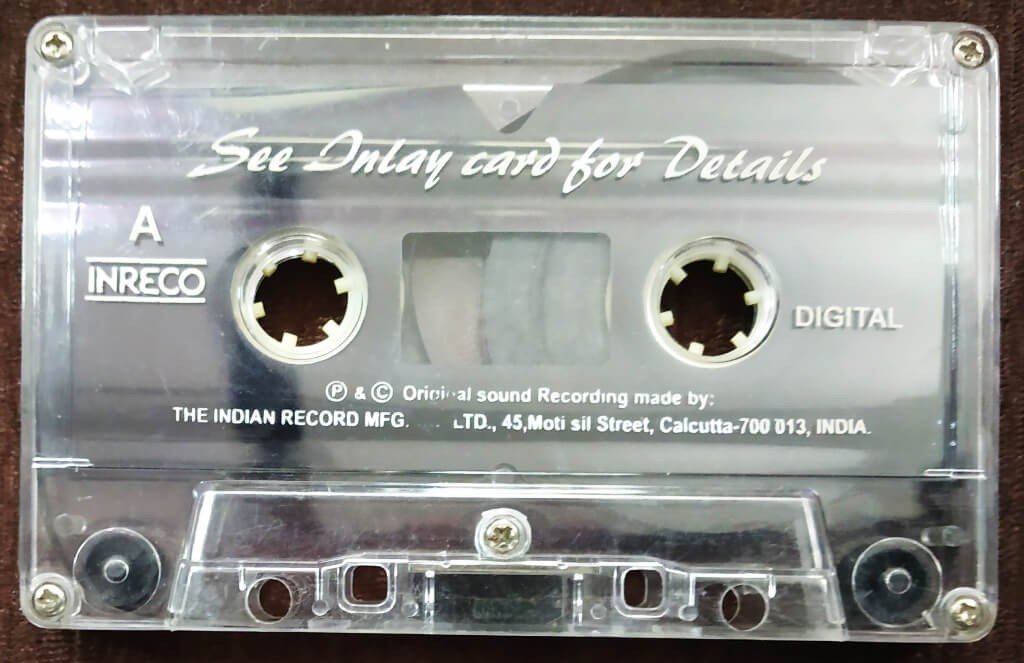 See Inlay card for Details
A
INRECO
DIGITAL
Ⓟ & Ⓒ Original sound Recording made by:
THE INDIAN RECORD MFG. LTD., 45,Moti sil Street, Calcutta-700 013, INDIA.